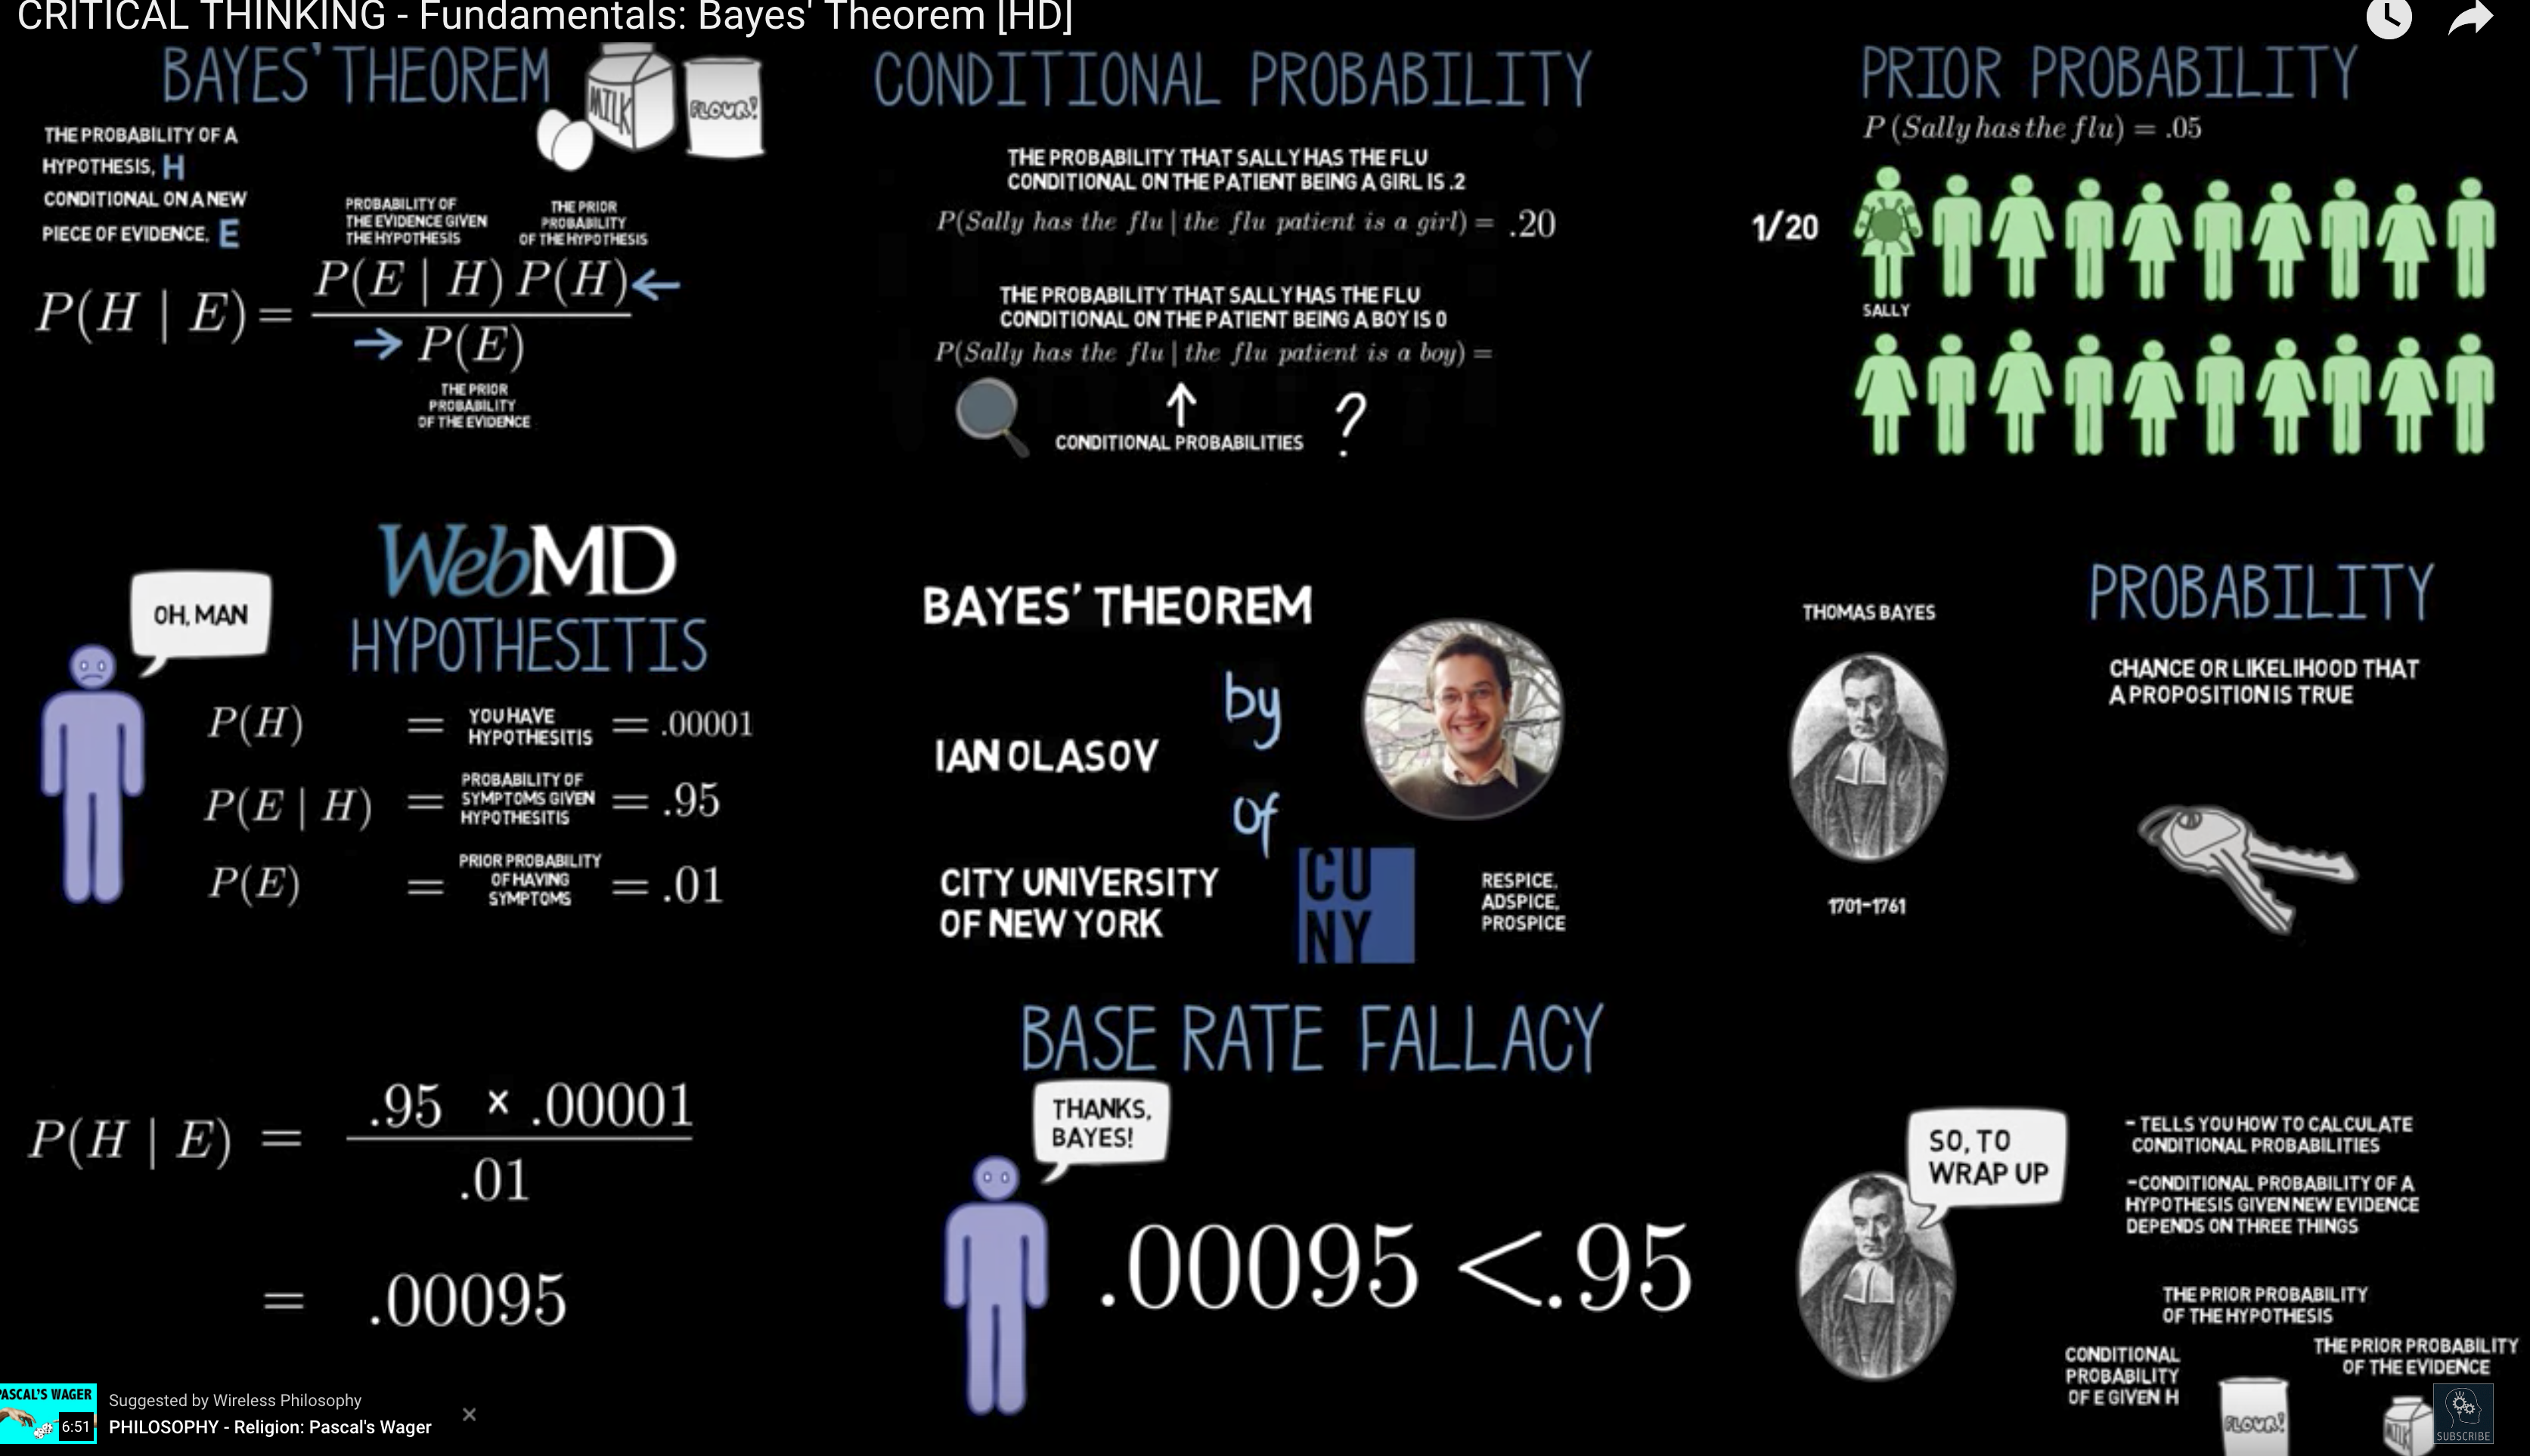 CRITICAL THINKING - Fundamentals: Bayes' Theorem [HD]
BAYES' THEOREM
MILK
FLOUR!
THE PROBABILITY OF A
HYPOTHESIS, H
CONDITIONAL ON A NEW
PIECE OF EVIDENCE, E
PROBABILITY OF
THE EVIDENCE GIVEN
THE HYPOTHESIS
THE PRIOR
PROBABILITY
OF THE HYPOTHESIS
P(H | E) = P(E | H) P(H) ←
→ P(E)
THE PRIOR
PROBABILITY
OF THE EVIDENCE
CONDITIONAL PROBABILITY
THE PROBABILITY THAT SALLY HAS THE FLU
CONDITIONAL ON THE PATIENT BEING A GIRL IS .2
P(Sally has the flu | the flu patient is a girl) = .20
THE PROBABILITY THAT SALLY HAS THE FLU
CONDITIONAL ON THE PATIENT BEING A BOY IS 0
P(Sally has the flu | the flu patient is a boy) =
↑
?
CONDITIONAL PROBABILITIES
PRIOR PROBABILITY
P (Sally has the flu) = .05
1/20
SALLY
WebMD
HYPOTHESITIS
OH, MAN
P(H) = YOU HAVE
HYPOTHESITIS = .00001
P(E | H) = PROBABILITY OF
SYMPTOMS GIVEN
HYPOTHESITIS = .95
P(E) = PRIOR PROBABILITY
OF HAVING
SYMPTOMS = .01
BAYES' THEOREM
by
IAN OLASOV
of
CITY UNIVERSITY
OF NEW YORK
CU
NY
RESPICE,
ADSPICE,
PROSPICE
THOMAS BAYES
1701-1761
PROBABILITY
CHANCE OR LIKELIHOOD THAT
A PROPOSITION IS TRUE
P(H | E) = .95 × .00001
.01
= .00095
BASE RATE FALLACY
THANKS,
BAYES!
.00095 < .95
SO, TO
WRAP UP
- TELLS YOU HOW TO CALCULATE
CONDITIONAL PROBABILITIES
-CONDITIONAL PROBABILITY OF A
HYPOTHESIS GIVEN NEW EVIDENCE
DEPENDS ON THREE THINGS
THE PRIOR PROBABILITY
OF THE HYPOTHESIS
CONDITIONAL
PROBABILITY
OF E GIVEN H
THE PRIOR PROBABILITY
OF THE EVIDENCE
FLOUR!
MILK
SUBSCRIBE
PASCAL'S WAGER
6:51
Suggested by Wireless Philosophy
PHILOSOPHY - Religion: Pascal's Wager
×